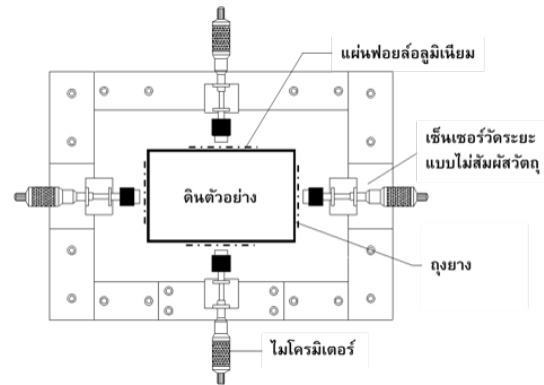 แผ่นฟอยล์อลูมิเนียม
เซ็นเซอร์วัดระยะ
แบบไม่สัมผัสวัตถุ
ดินตัวอย่าง
ถุงยาง
ไมโครมิเตอร์